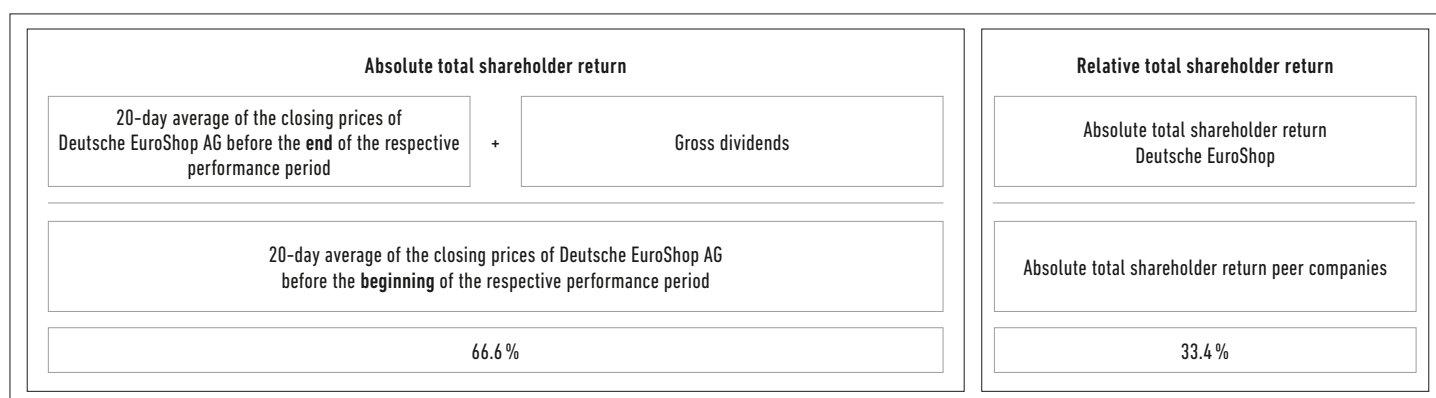 Absolute total shareholder return
20-day average of the closing prices of
Deutsche EuroShop AG before the end of the respective
performance period
+
Gross dividends
20-day average of the closing prices of Deutsche EuroShop AG
before the beginning of the respective performance period
66.6 %
Relative total shareholder return
Absolute total shareholder return
Deutsche EuroShop
Absolute total shareholder return peer companies
33.4 %